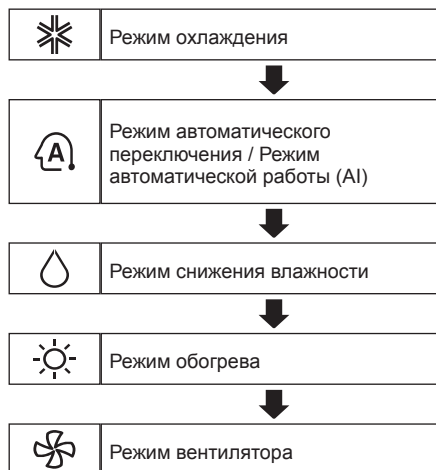 Режим охлаждения
A
Режим автоматического
переключения / Режим
автоматической работы (AI)
Режим снижения влажности
Режим обогрева
Режим вентилятора